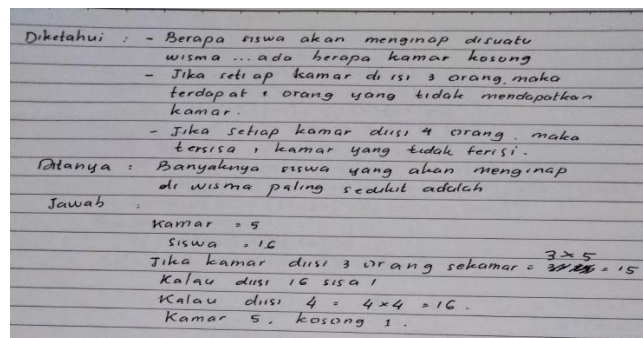 Diketahui : - Berapa siswa akan menginap disuatu
wisma ... ada berapa kamar kosong
- Jika setiap kamar di isi 3 orang, maka
terdapat 1 orang yang tidak mendapatkan
kamar.
- Jika setiap kamar diisi 4 orang. maka
tersisa 1 kamar yang tidak terisi.
Ditanya : Banyaknya siswa yang akan menginap
di wisma paling sedikit adalah
Jawab :
Kamar = 5
Siswa = 16
Jika kamar diisi 3 orang sekamar = 3 × 5 = 15
Kalau diisi 16 sisa 1
Kalau diisi 4 = 4 × 4 = 16.
Kamar 5. kosong 1.